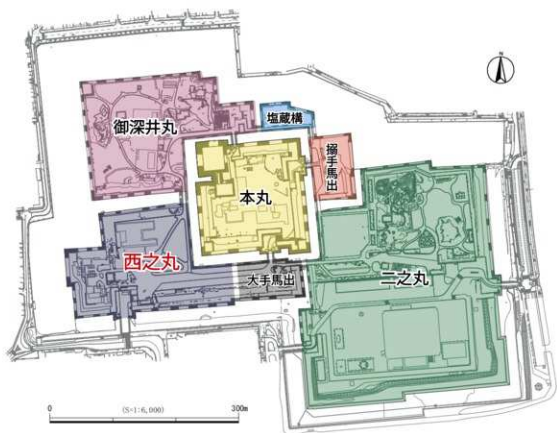 御深井丸
塩蔵構
搦手馬出
本丸
西之丸
大手馬出
二之丸
0
(S=1:6,000)
300m